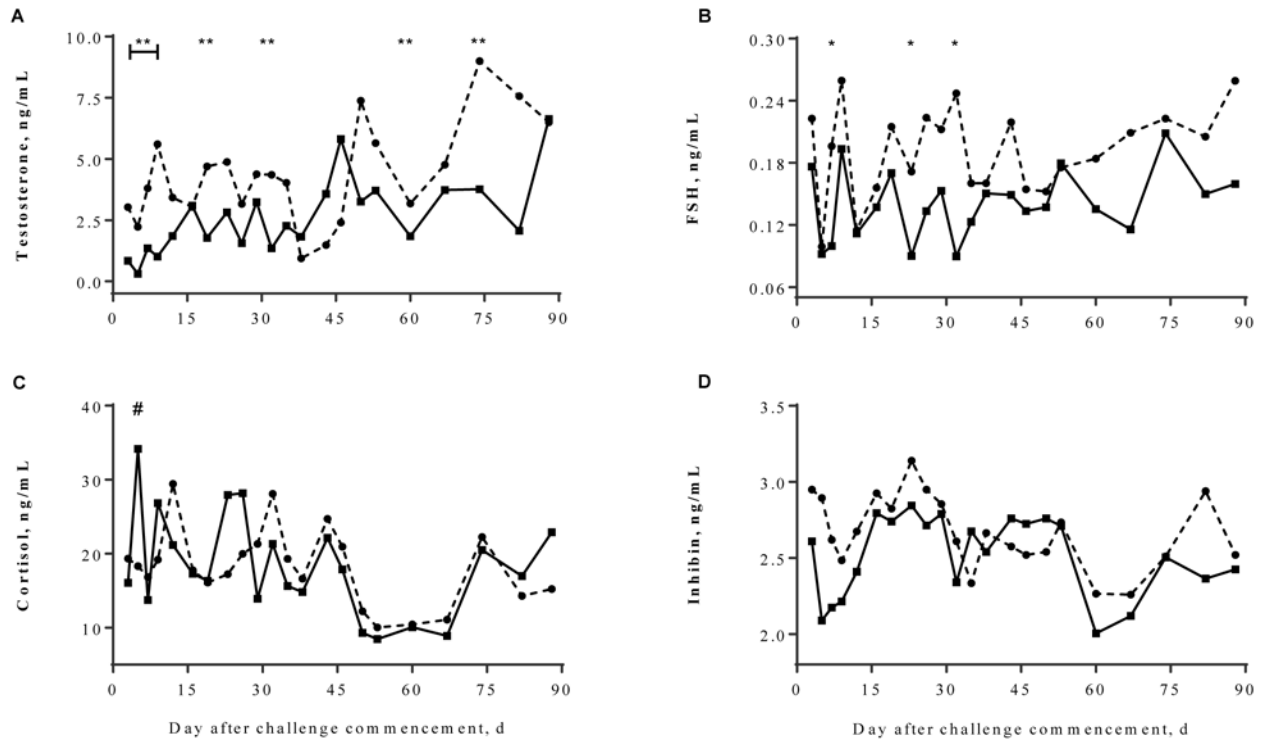 A
Testosterone, ng/mL
10.0
7.5
5.0
2.5
0.0
** ** ** ** **
0 15 30 45 60 75 90
B
FSH, ng/mL
0.30
0.24
0.18
0.12
0.06
* * *
0 15 30 45 60 75 90
C
Cortisol, ng/mL
40
30
20
10
#
0 15 30 45 60 75 90
Day after challenge commencement, d
D
Inhibin, ng/mL
3.5
3.0
2.5
2.0
0 15 30 45 60 75 90
Day after challenge commencement, d